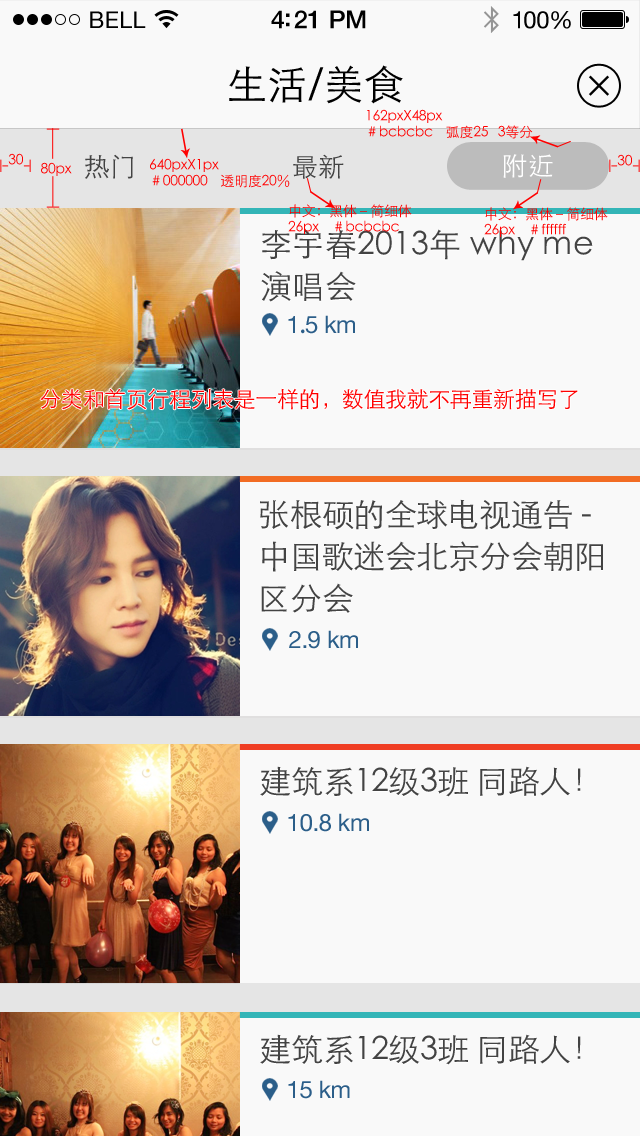 BELL 4:21 PM 100%
生活/美食
162pxX48px
#bcbcbc 弧度25 3等分
30 80px 热门 640pxX1px 最新 附近 30
#000000 透明度20%
中文：黑体－简细体 中文：黑体－简细体
26px #bcbcbc 26px #ffffff
李宇春2013年 why me
演唱会
1.5 km
分类和首页行程列表是一样的，数值我就不再重新描写了
张根硕的全球电视通告 -
中国歌迷会北京分会朝阳
区分会
2.9 km
建筑系12级3班 同路人！
10.8 km
建筑系12级3班 同路人！
15 km